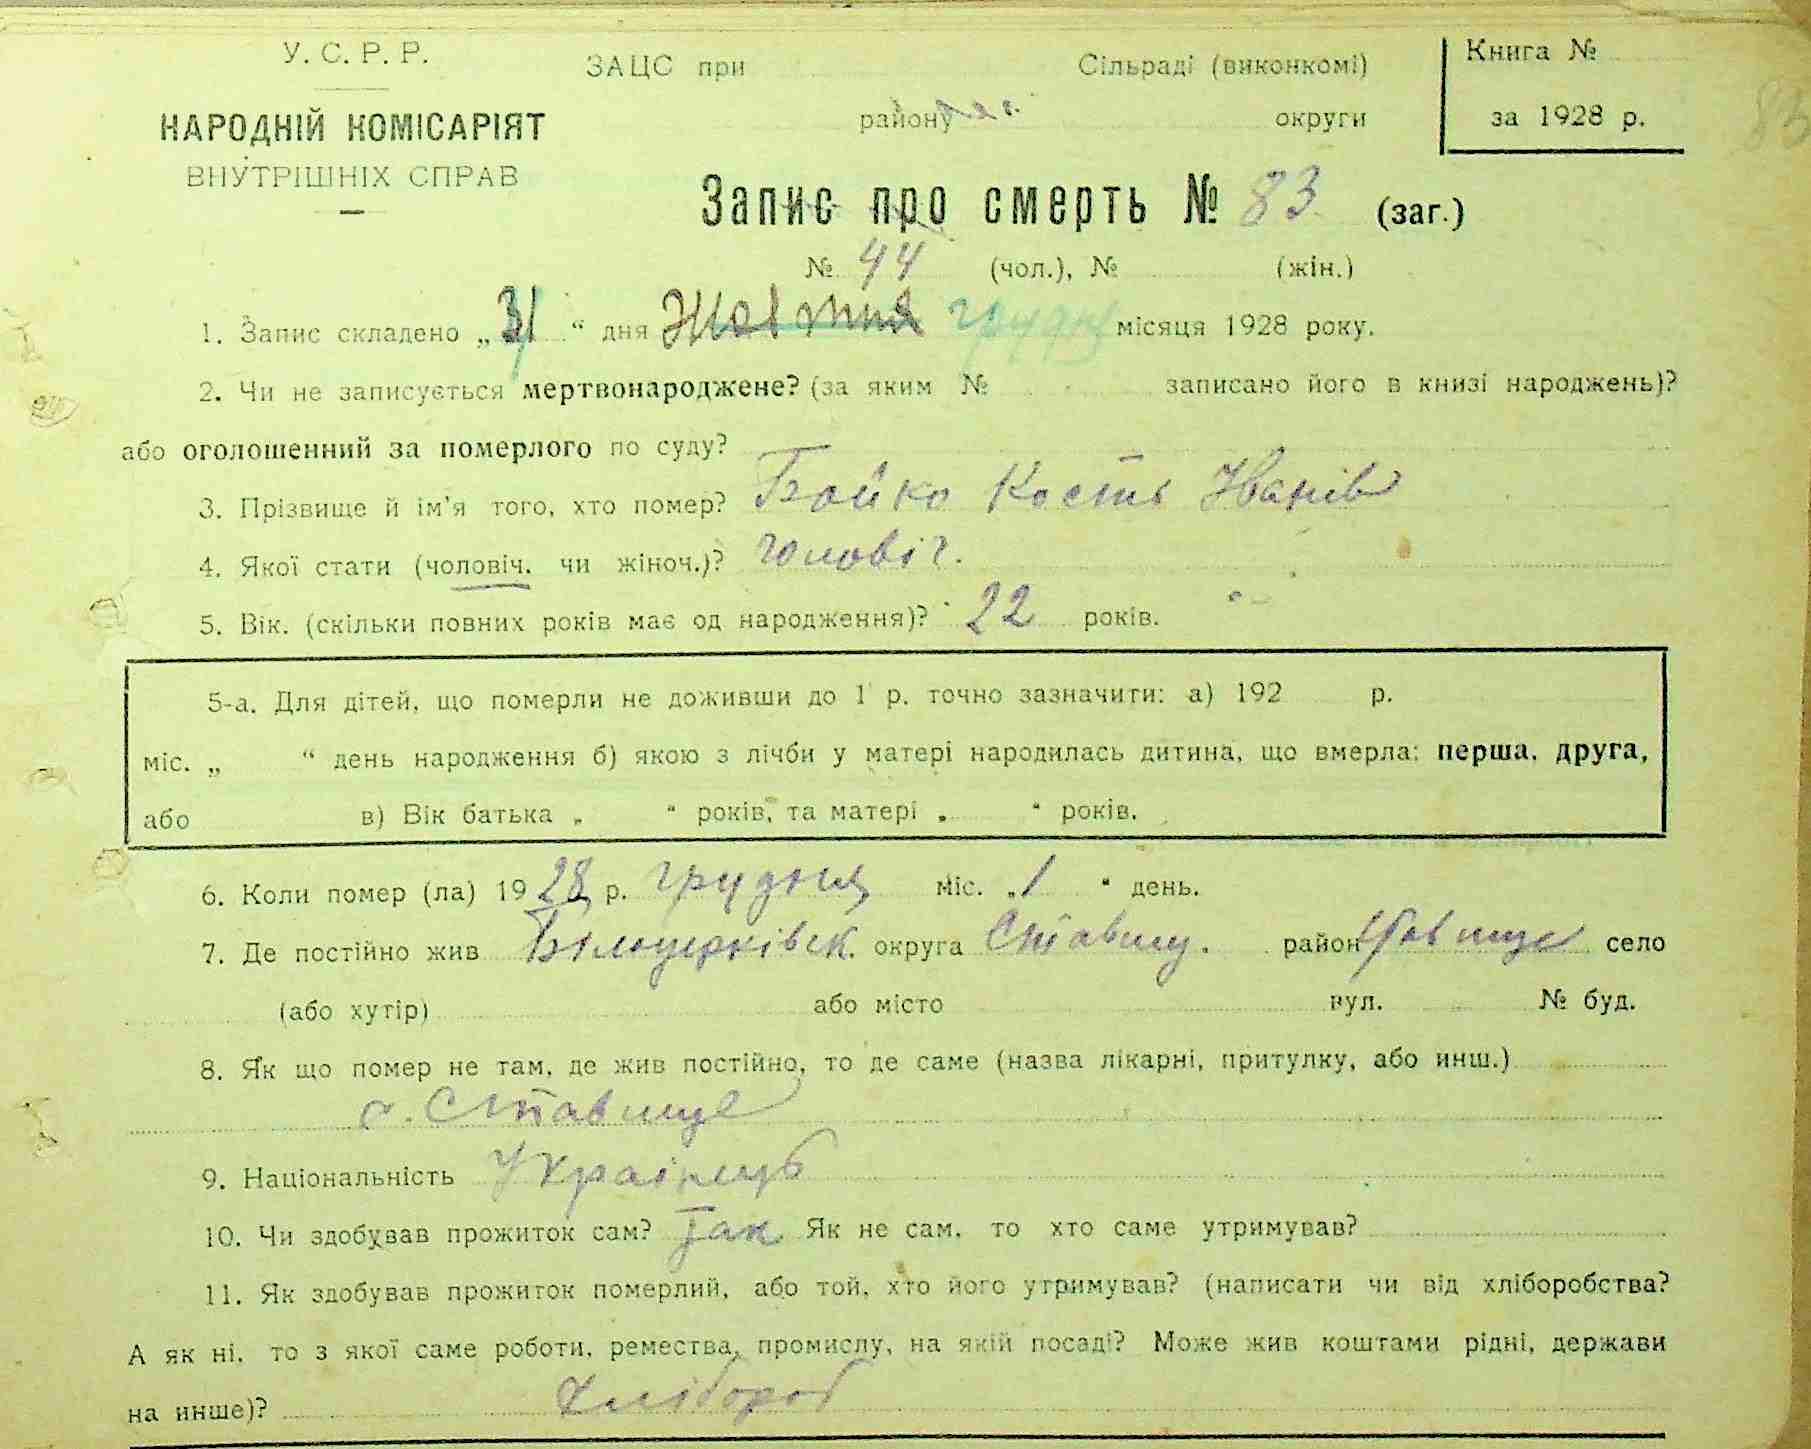 У. С. Р. Р.
ЗАЦС при Сільраді (виконкомі)
Книга №
НАРОДНІЙ КОМІСАРІЯТ
району округи
за 1928 р.
83
ВНУТРІШНІХ СПРАВ
Запис про смерть № 83 (заг.)
№ 44 (чол.), № (жін.)
1. Запис складено „31“ дня Жовтня грудня місяця 1928 року.
2. Чи не записується мертвонароджене? (за яким № записано його в книзі народжень)?
або оголошенний за померлого по суду?
3. Прізвище й ім'я того, хто помер? Бойко Кость Іванів
4. Якої стати (чоловіч. чи жіноч.)? чоловіч.
5. Вік. (скільки повних років має од народження)? 22 років.
5-а. Для дітей, що померли не доживши до 1 р. точно зазначити: а) 192 р.
міс. „ “ день народження б) якою з лічби у матері народилась дитина, що вмерла: перша, друга,
або в) Вік батька „ “ років, та матері „ “ років.
6. Коли помер (ла) 1928 р. грудня міс. „1 “ день.
7. Де постійно жив Білоцерківськ. округа Ставищ. район Ставище село
(або хутір) або місто вул. № буд.
8. Як що помер не там, де жив постійно, то де саме (назва лікарні, притулку, або инш.)
с. Ставище
9. Національність Українць
10. Чи здобував прожиток сам? Так Як не сам, то хто саме утримував?
11. Як здобував прожиток померлий, або той, хто його утримував? (написати чи від хліборобства?
А як ні, то з якої саме роботи, ремества, промислу, на якій посаді? Може жив коштами рідні, держави
на инше)? Хлібороб